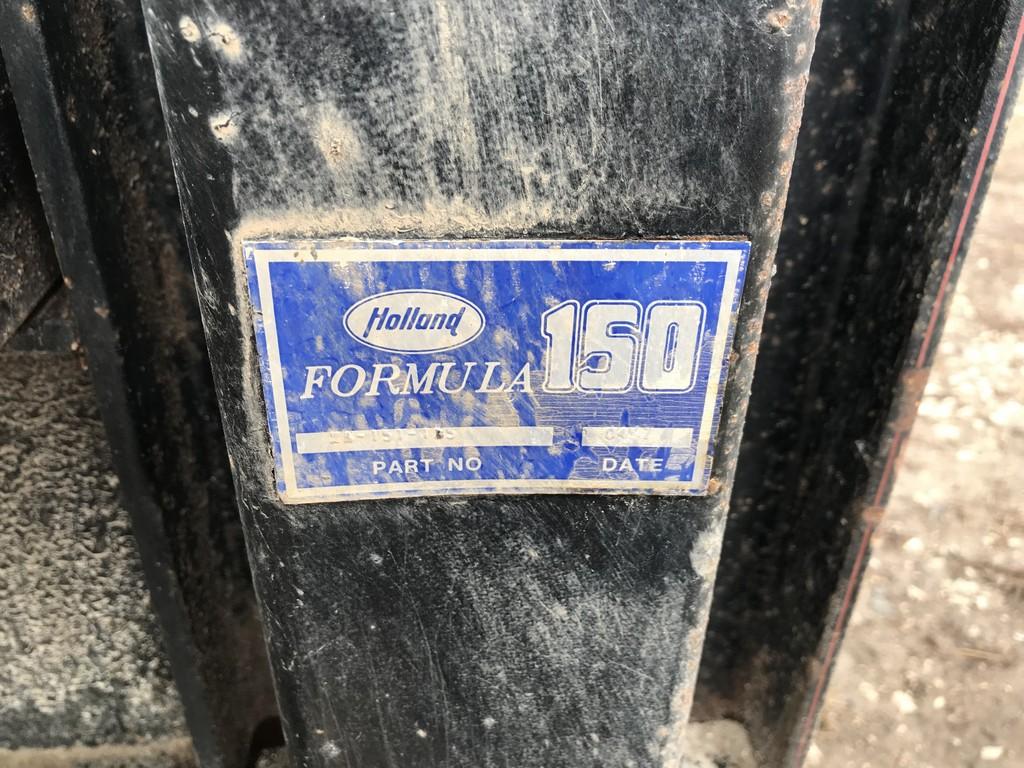 Holland
FORMULA 150
PART NO DATE